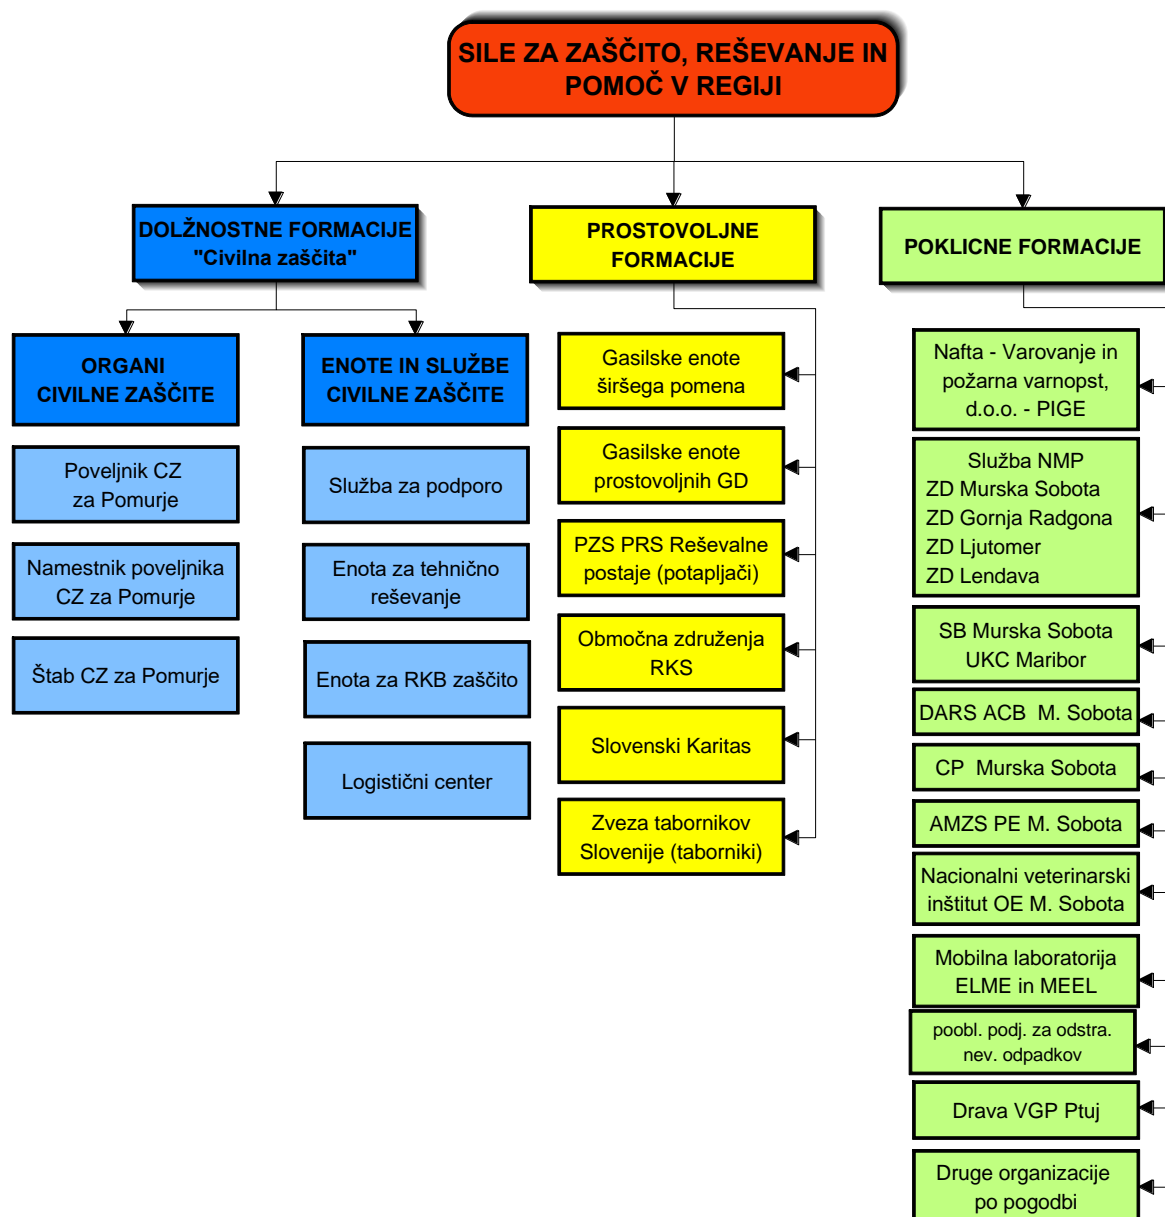 SILE ZA ZAŠČITO, REŠEVANJE IN
POMOČ V REGIJI
DOLŽNOSTNE FORMACIJE
"Civilna zaščita"
ORGANI
CIVILNE ZAŠČITE
Poveljnik CZ
za Pomurje
Namestnik poveljnika
CZ za Pomurje
Štab CZ za Pomurje
ENOTE IN SLUŽBE
CIVILNE ZAŠČITE
Služba za podporo
Enota za tehnično
reševanje
Enota za RKB zaščito
Logistični center
PROSTOVOLJNE
FORMACIJE
Gasilske enote
širšega pomena
Gasilske enote
prostovoljnih GD
PZS PRS Reševalne
postaje (potapljači)
Območna združenja
RKS
Slovenski Karitas
Zveza tabornikov
Slovenije (taborniki)
POKLICNE FORMACIJE
Nafta - Varovanje in
požarna varnopst,
d.o.o. - PIGE
Služba NMP
ZD Murska Sobota
ZD Gornja Radgona
ZD Ljutomer
ZD Lendava
SB Murska Sobota
UKC Maribor
DARS ACB  M. Sobota
CP  Murska Sobota
AMZS PE M. Sobota
Nacionalni veterinarski
inštitut OE M. Sobota
Mobilna laboratorija
ELME in MEEL
poobl. podj. za odstra.
nev. odpadkov
Drava VGP Ptuj
Druge organizacije
po pogodbi